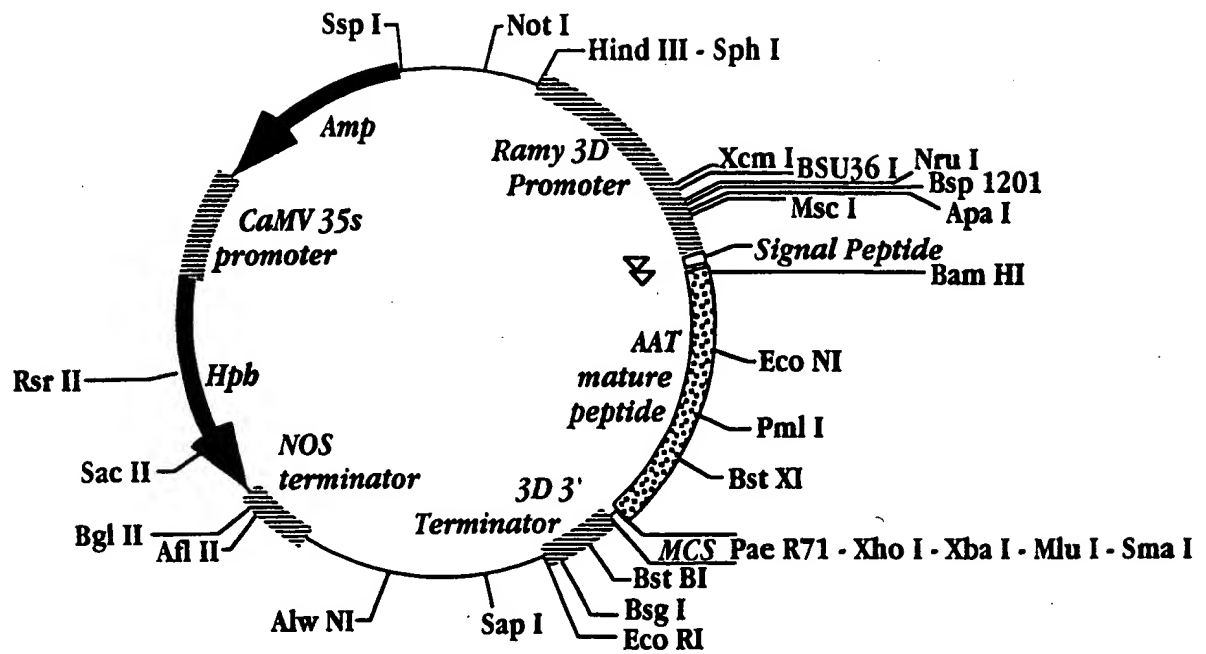 Ssp I
Not I
Hind III - Sph I
Amp
Ramy 3D
Promoter
Xcm I
BSU36 I
Nru I
Bsp 1201
Msc I
Apa I
CaMV 35s
promoter
Signal Peptide
Bam HI
AAT
mature
peptide
Eco NI
Rsr II
Hph
Pml I
Sac II
NOS
terminator
Bst XI
3D 3'
Terminator
Bgl II
Afl II
MCS
Pae R71 - Xho I - Xba I - Mlu I - Sma I
Bst BI
Alw NI
Sap I
Bsg I
Eco RI